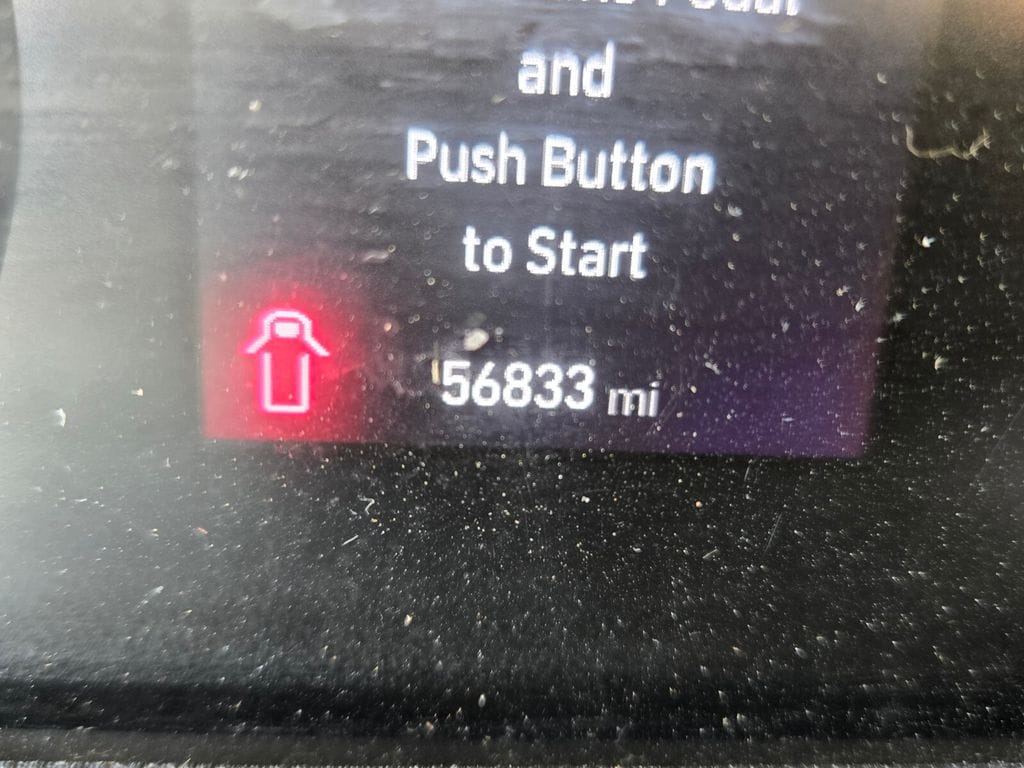 and
Push Button
to Start
56833 mi